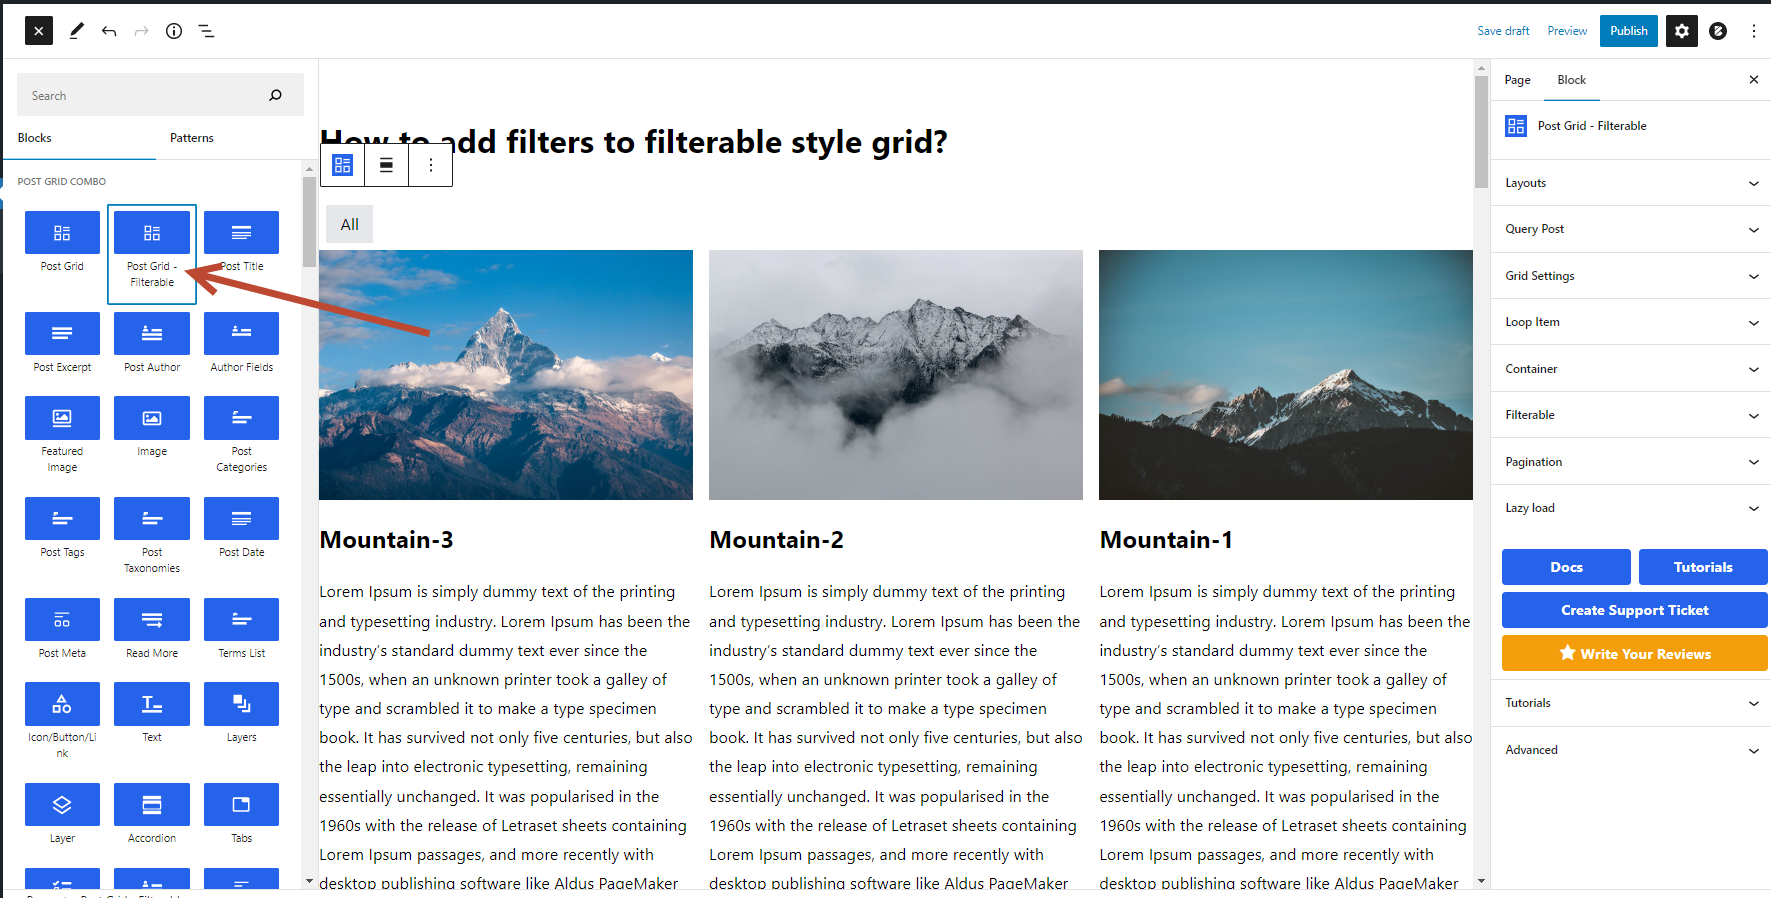 Save draft
Preview
Publish
Search
Blocks
Patterns
POST GRID COMBO
Post Grid
Post Grid -
Filterable
Post Title
Post Excerpt
Post Author
Author Fields
Featured
Image
Image
Post
Categories
Post Tags
Post
Taxonomies
Post Date
Post Meta
Read More
Terms List
Icon/Button/Li
nk
Text
Layers
Layer
Accordion
Tabs
How to add filters to filterable style grid?
All
Mountain-3
Lorem Ipsum is simply dummy text of the printing
and typesetting industry. Lorem Ipsum has been the
industry’s standard dummy text ever since the
1500s, when an unknown printer took a galley of
type and scrambled it to make a type specimen
book. It has survived not only five centuries, but also
the leap into electronic typesetting, remaining
essentially unchanged. It was popularised in the
1960s with the release of Letraset sheets containing
Lorem Ipsum passages, and more recently with
desktop publishing software like Aldus PageMaker
Mountain-2
Lorem Ipsum is simply dummy text of the printing
and typesetting industry. Lorem Ipsum has been the
industry’s standard dummy text ever since the
1500s, when an unknown printer took a galley of
type and scrambled it to make a type specimen
book. It has survived not only five centuries, but also
the leap into electronic typesetting, remaining
essentially unchanged. It was popularised in the
1960s with the release of Letraset sheets containing
Lorem Ipsum passages, and more recently with
desktop publishing software like Aldus PageMaker
Mountain-1
Lorem Ipsum is simply dummy text of the printing
and typesetting industry. Lorem Ipsum has been the
industry’s standard dummy text ever since the
1500s, when an unknown printer took a galley of
type and scrambled it to make a type specimen
book. It has survived not only five centuries, but also
the leap into electronic typesetting, remaining
essentially unchanged. It was popularised in the
1960s with the release of Letraset sheets containing
Lorem Ipsum passages, and more recently with
desktop publishing software like Aldus PageMaker
Page
Block
Post Grid - Filterable
Layouts
Query Post
Grid Settings
Loop Item
Container
Filterable
Pagination
Lazy load
Docs
Tutorials
Create Support Ticket
Write Your Reviews
Tutorials
Advanced